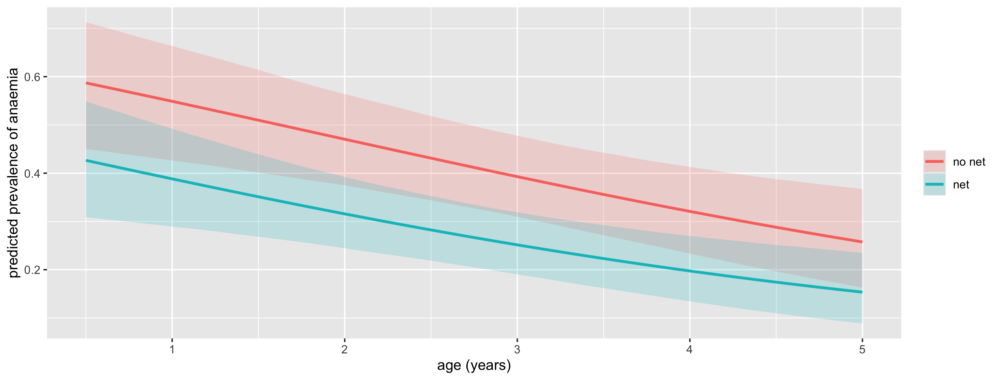 predicted prevalence of anaemia
0.6
0.4
0.2
1 2 3 4 5
age (years)
no net
net